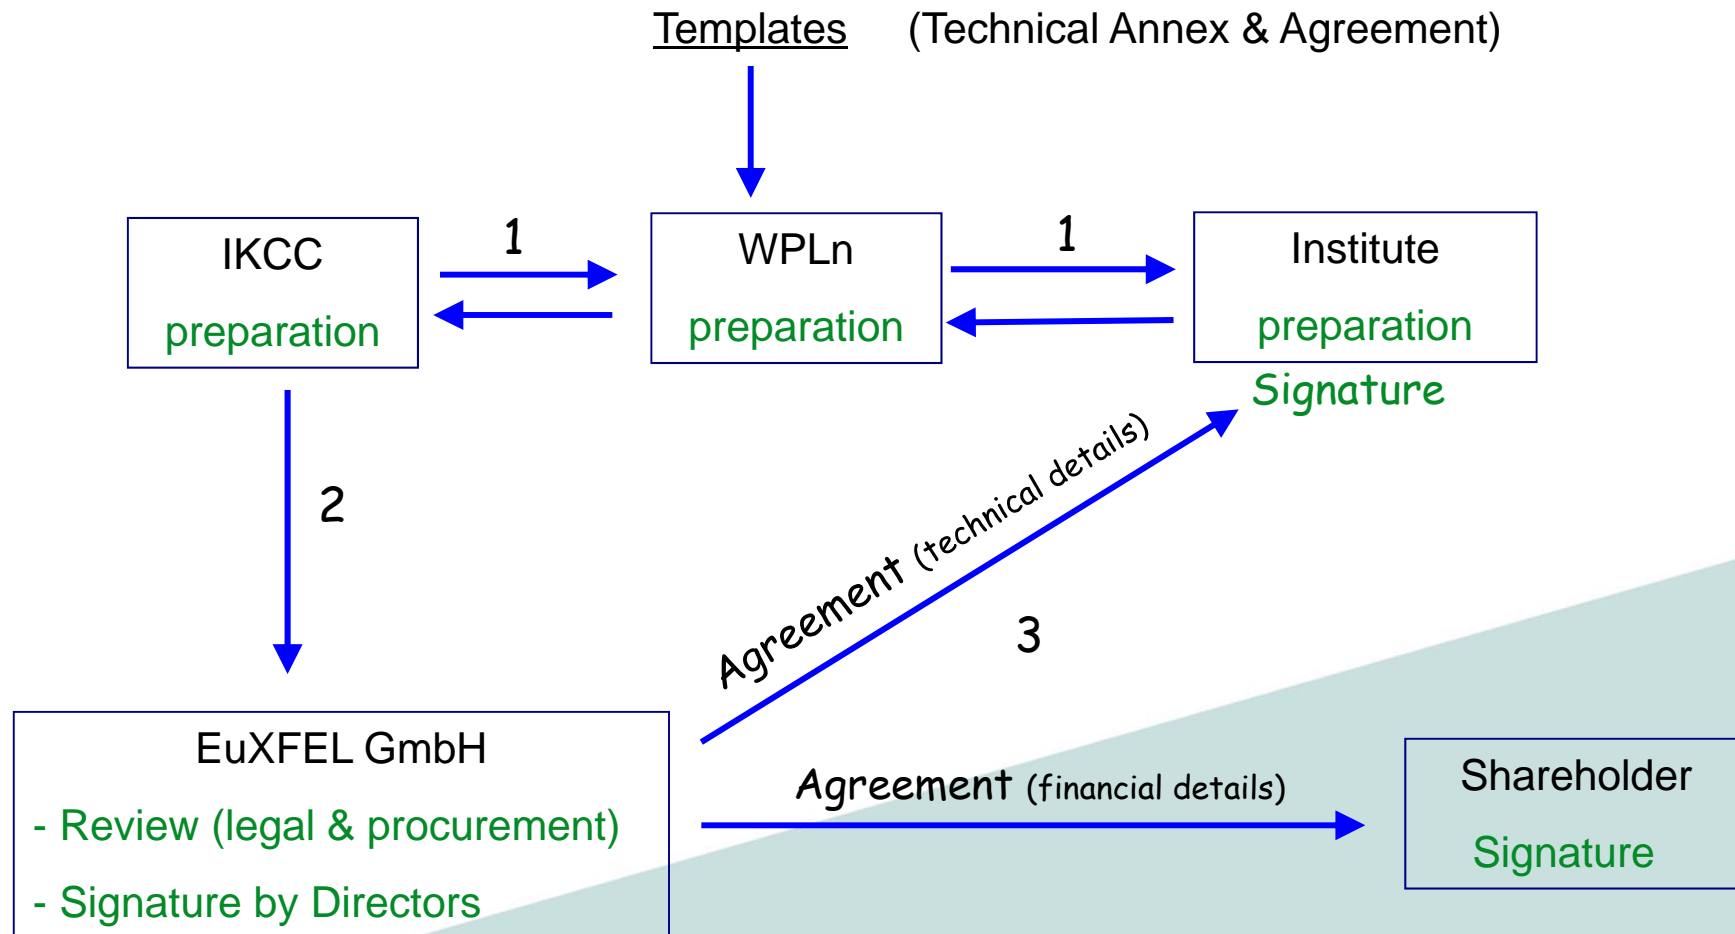 Templates (Technical Annex & Agreement)
IKCC
preparation
1
WPLn
preparation
1
Institute
preparation
Signature
2
Agreement (technical details)
3
EuXFEL GmbH
- Review (legal & procurement)
- Signature by Directors
Agreement (financial details)
Shareholder
Signature